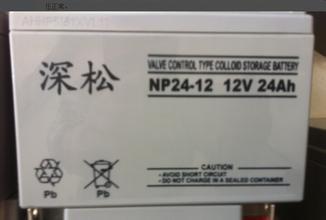 深松
VALVE CONTROL TYPE COLLOID STORAGE BATTERY
NP24-12 12V 24Ah
CAUTION
• AVOID SHORT CIRCUIT
• DO NOT CHARGE IN A SEALED CONTAINER
Pb
Pb